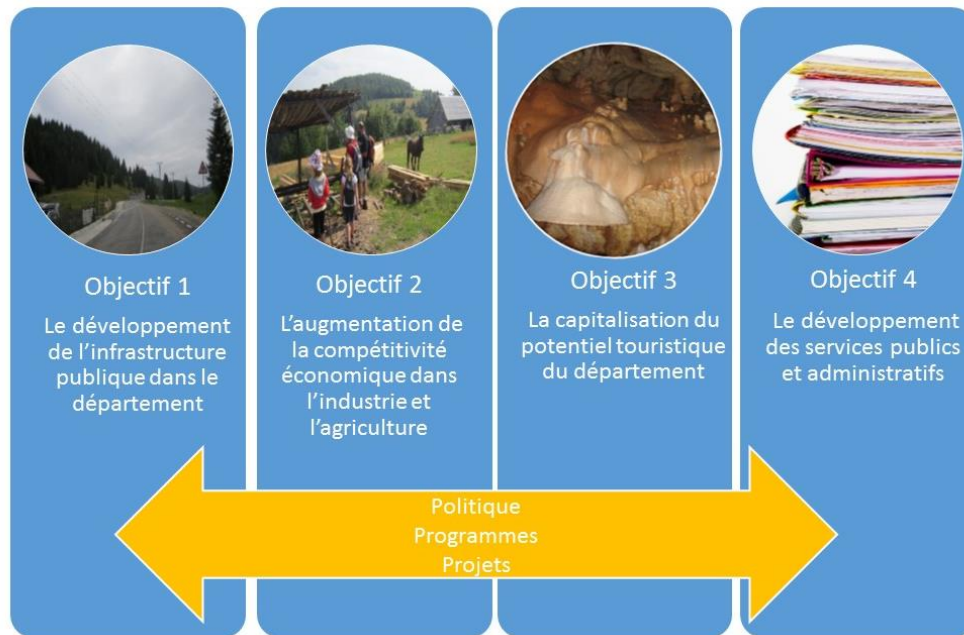 Objectif 1
Le développement
de l'infrastructure
publique dans le
département
Objectif 2
L'augmentation de
la compétitivité
économique dans
l'industrie et
l'agriculture
Objectif 3
La capitalisation du
potentiel touristique
du département
Objectif 4
Le développement
des services publics
et administratifs
Politique
Programmes
Projets